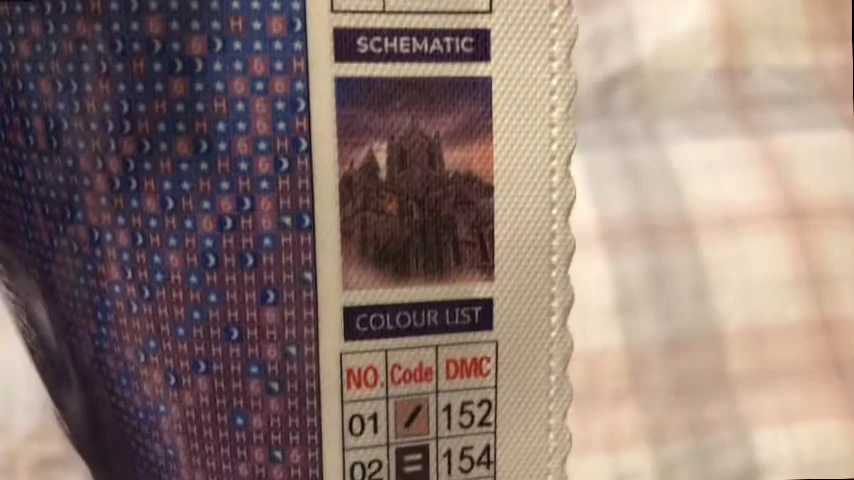 SCHEMATIC
COLOUR LIST
NO. Code DMC
01 152
02 154